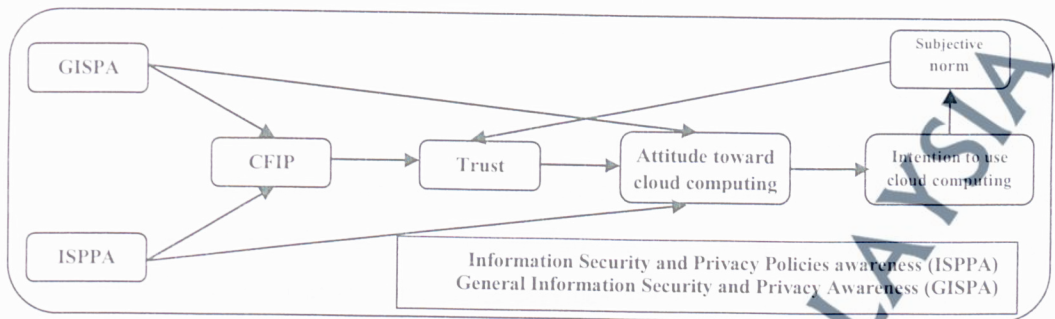 GISPA
Subjective
norm
CFIP
Trust
Attitude toward
cloud computing
Intention to use
cloud computing
ISPPA
Information Security and Privacy Policies awareness (ISPPA)
General Information Security and Privacy Awareness (GISPA)
LAYSIA